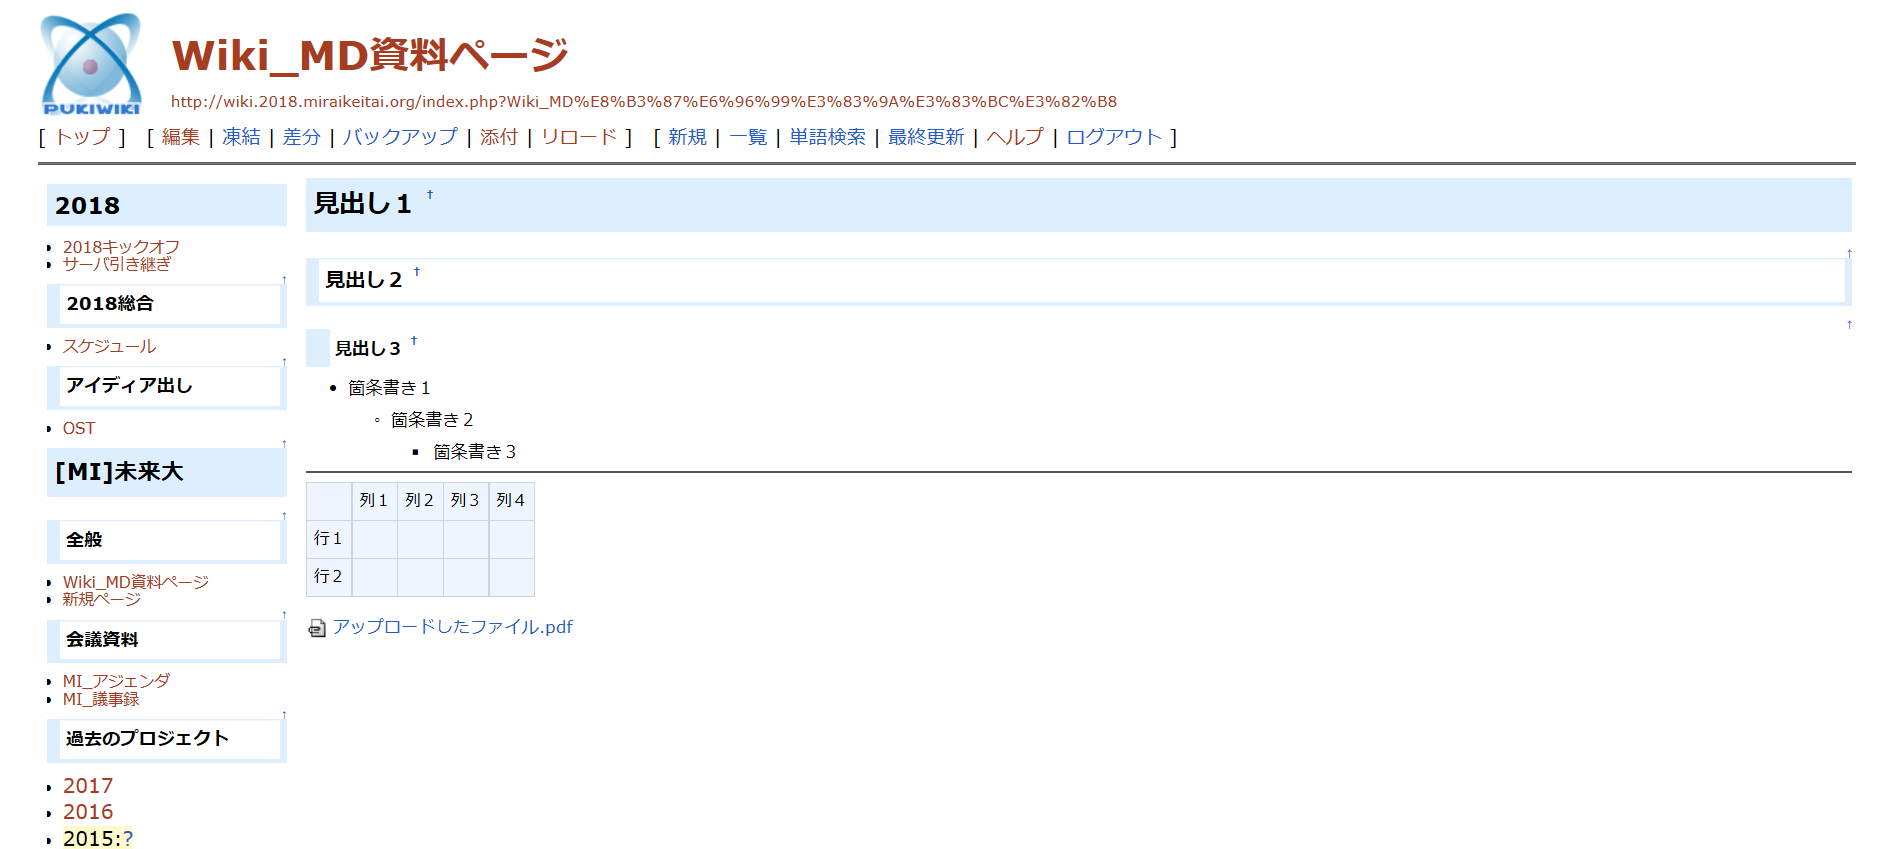 PUKIWIKI
Wiki_MD資料ページ
http://wiki.2018.miraikeitai.org/index.php?Wiki_MD%E8%B3%87%E6%96%99%E3%83%9A%E3%83%BC%E3%82%B8
[ トップ ] [ 編集 | 凍結 | 差分 | バックアップ | 添付 | リロード ] [ 新規 | 一覧 | 単語検索 | 最終更新 | ヘルプ | ログアウト ]
2018
2018キックオフ
サーバ引き継ぎ
↑
2018総合
スケジュール
↑
アイディア出し
OST
↑
[MI]未来大
↑
全般
Wiki_MD資料ページ
新規ページ
↑
会議資料
MI_アジェンダ
MI_議事録
↑
過去のプロジェクト
2017
2016
2015:?
見出し１ †
↑
見出し２ †
↑
見出し３ †
箇条書き１
箇条書き２
箇条書き３
列１ 列２ 列３ 列４
行１
行２
アップロードしたファイル.pdf